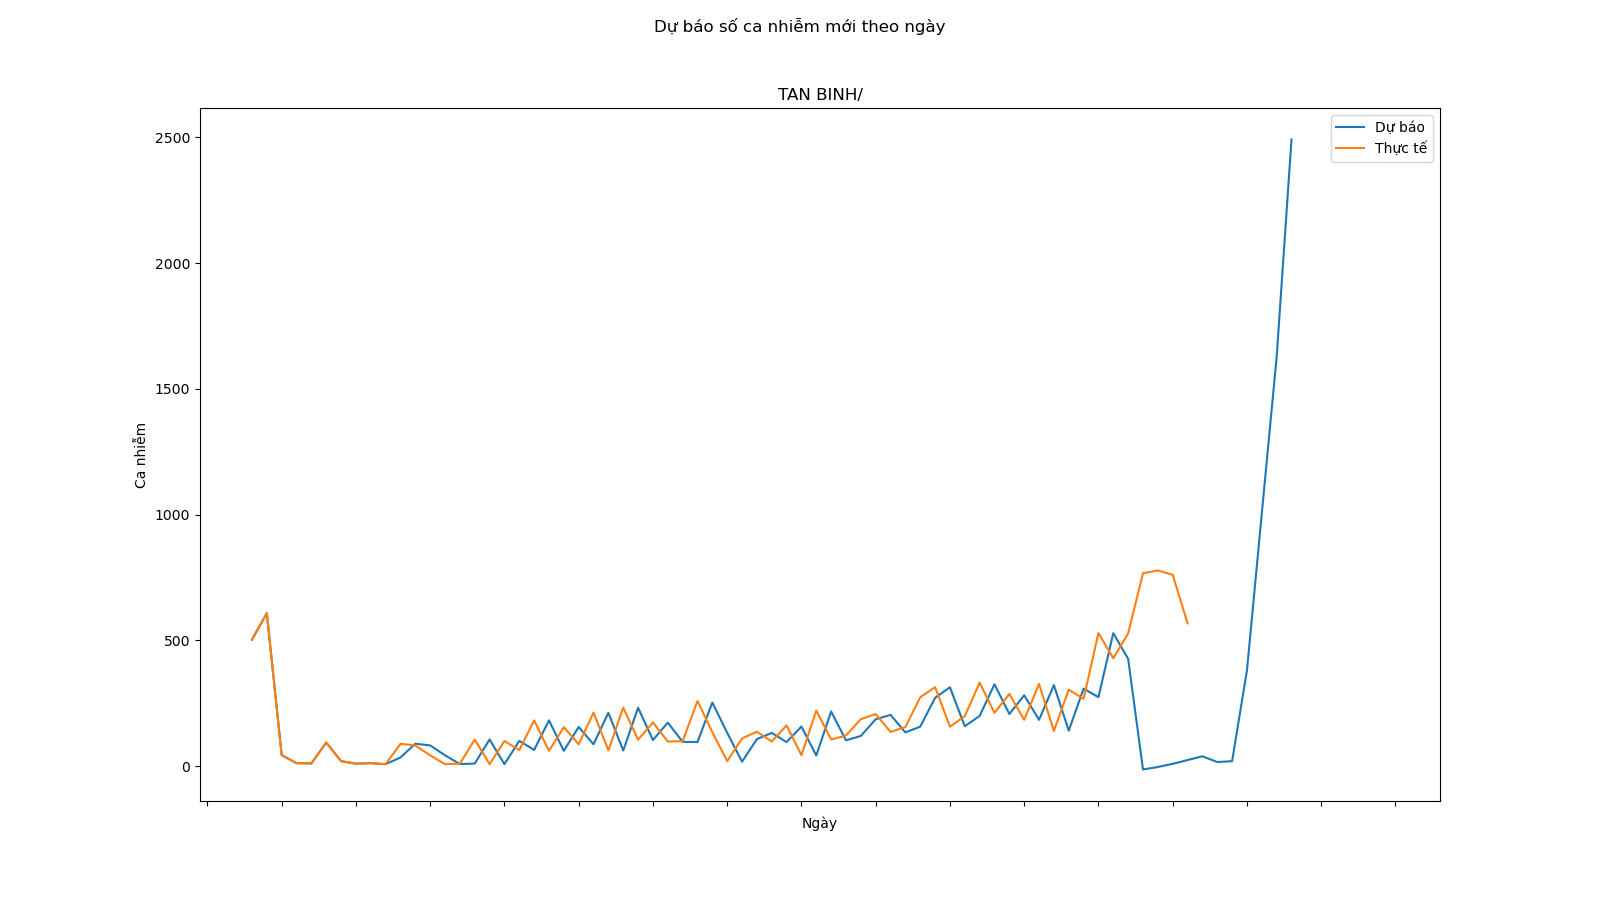 Dự báo số ca nhiễm mới theo ngày
TAN BINH/
Dự báo
Thực tế
2500
2000
1500
1000
500
0
Ca nhiễm
Ngày